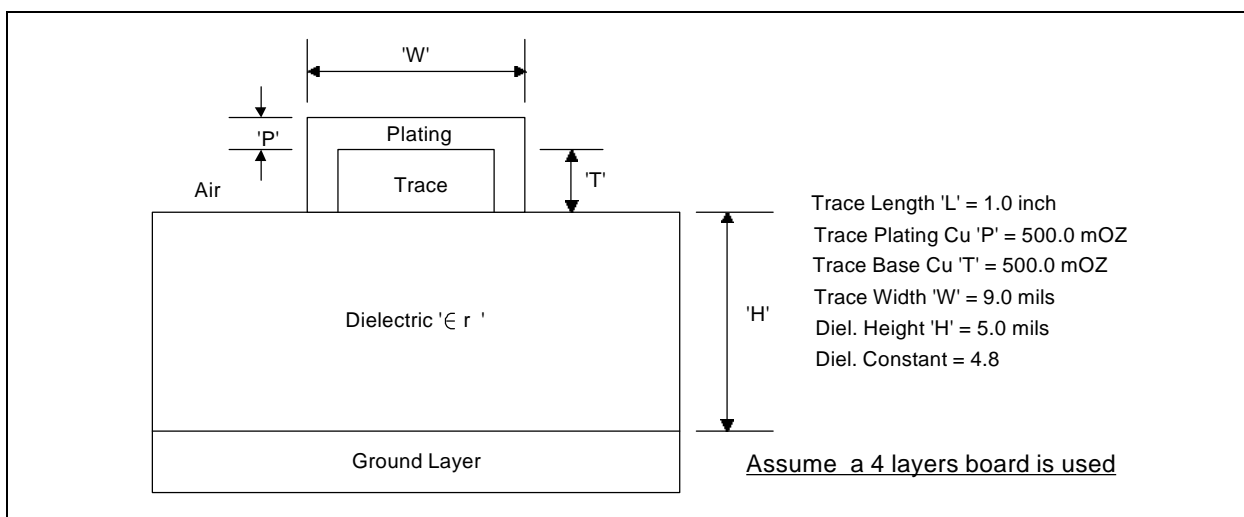 'W'
'P'
Plating
'T'
Air
Trace
Trace Length 'L' = 1.0 inch
Trace Plating Cu 'P' = 500.0 mOZ
Trace Base Cu 'T' = 500.0 mOZ
Trace Width 'W' = 9.0 mils
Diel. Height 'H' = 5.0 mils
Diel. Constant = 4.8
Dielectric '∈ r '
'H'
Ground Layer
Assume a 4 layers board is used